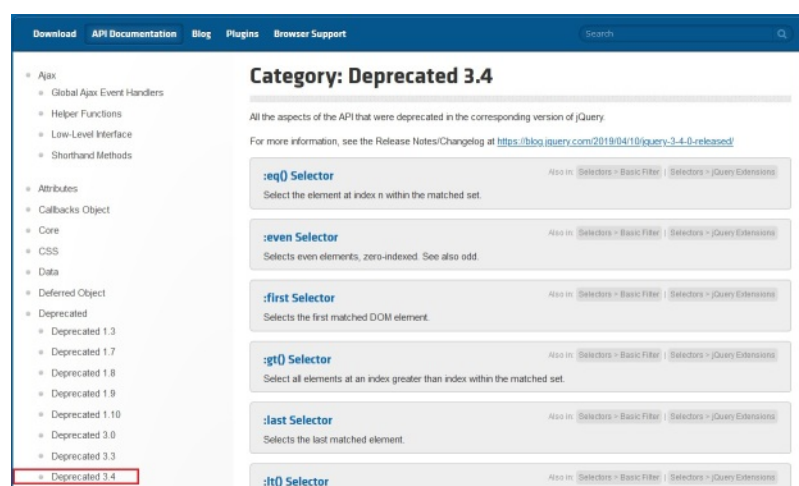 Download API Documentation Blog Plugins Browser Support Search
Ajax
Global Ajax Event Handlers
Helper Functions
Low-Level Interface
Shorthand Methods
Attributes
Callbacks Object
Core
CSS
Data
Deferred Object
Deprecated
Deprecated 1.3
Deprecated 1.7
Deprecated 1.8
Deprecated 1.9
Deprecated 1.10
Deprecated 3.0
Deprecated 3.3
Deprecated 3.4
Category: Deprecated 3.4
All the aspects of the API that were deprecated in the corresponding version of jQuery.
For more information, see the Release Notes/Changelog at https://blog.jquery.com/2019/04/10/jquery-3-4-0-released/
:eq() Selector
Also in: Selectors > Basic Filter | Selectors > jQuery Extensions
Select the element at index n within the matched set.
:even Selector
Also in: Selectors > Basic Filter | Selectors > jQuery Extensions
Selects even elements, zero-indexed. See also odd.
:first Selector
Also in: Selectors > Basic Filter | Selectors > jQuery Extensions
Selects the first matched DOM element.
:gt() Selector
Also in: Selectors > Basic Filter | Selectors > jQuery Extensions
Select all elements at an index greater than index within the matched set.
:last Selector
Also in: Selectors > Basic Filter | Selectors > jQuery Extensions
Selects the last matched element.
:lt() Selector
Also in: Selectors > Basic Filter | Selectors > jQuery Extensions